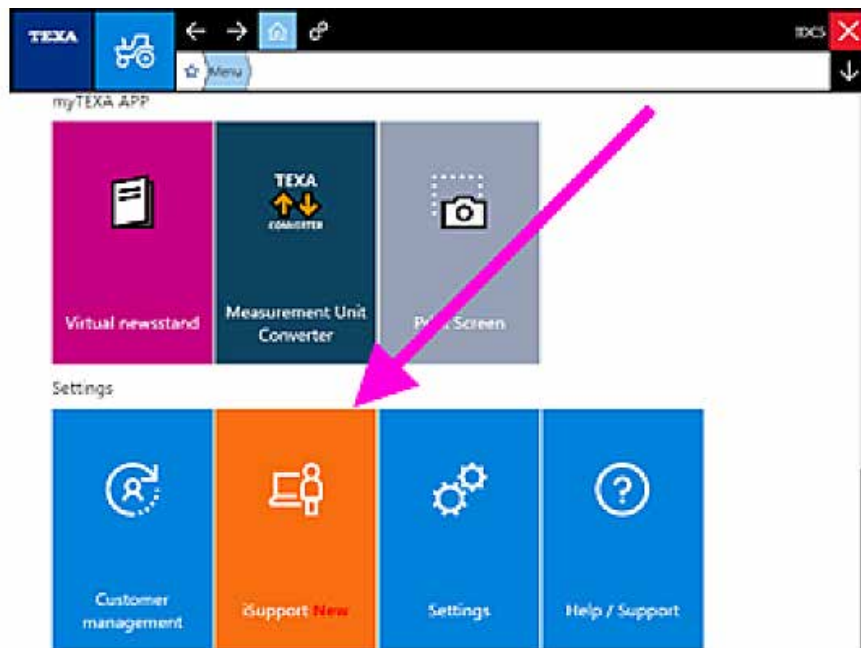 TEXA
IDC5
Menu
myTEXA APP
TEXA
CONVERTER
Virtual newsstand
Measurement Unit
Converter
Print Screen
Settings
Customer
management
iSupport New
Settings
Help / Support